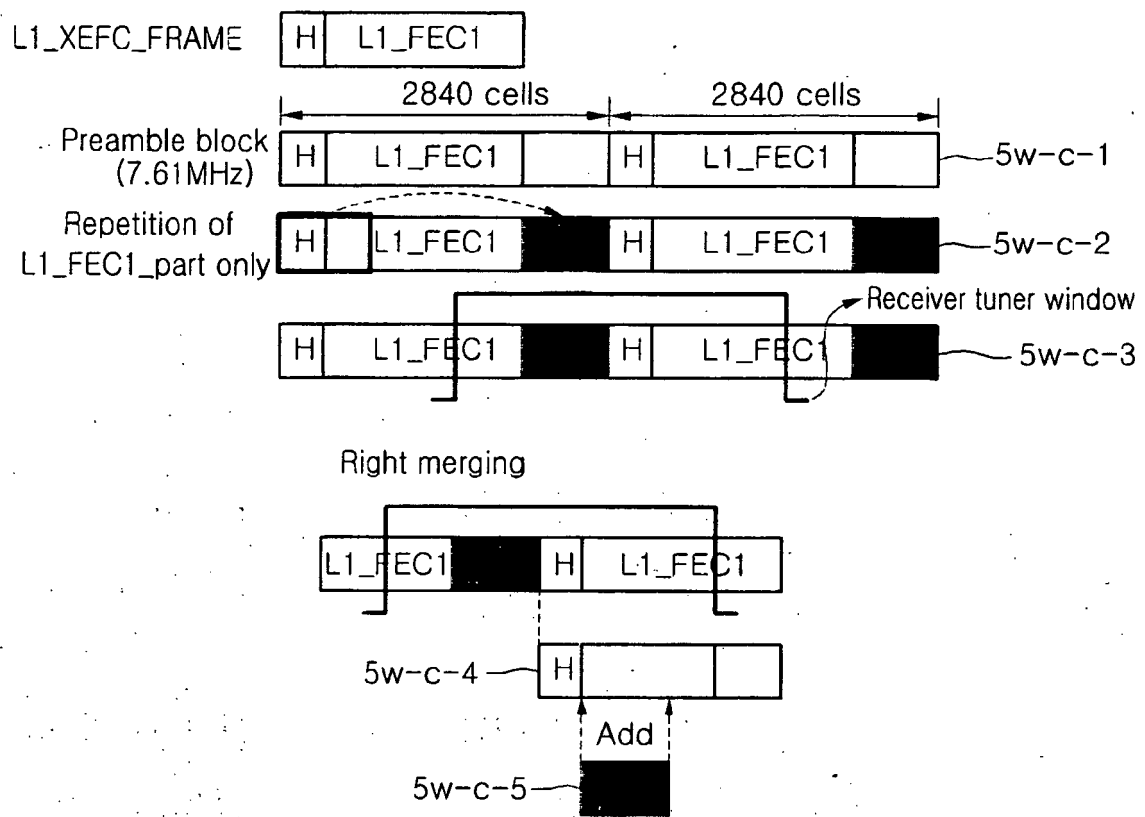 L1_XEFC_FRAME
H L1_FEC1
2840 cells 2840 cells
Preamble block
(7.61MHz)
H L1_FEC1 H L1_FEC1 5w-c-1
Repetition of
L1_FEC1_part only
H L1_FEC1 H L1_FEC1 5w-c-2
Receiver tuner window
H L1_FEC1 H L1_FEC1 5w-c-3
Right merging
L1_FEC1 H L1_FEC1
5w-c-4 H
Add
5w-c-5